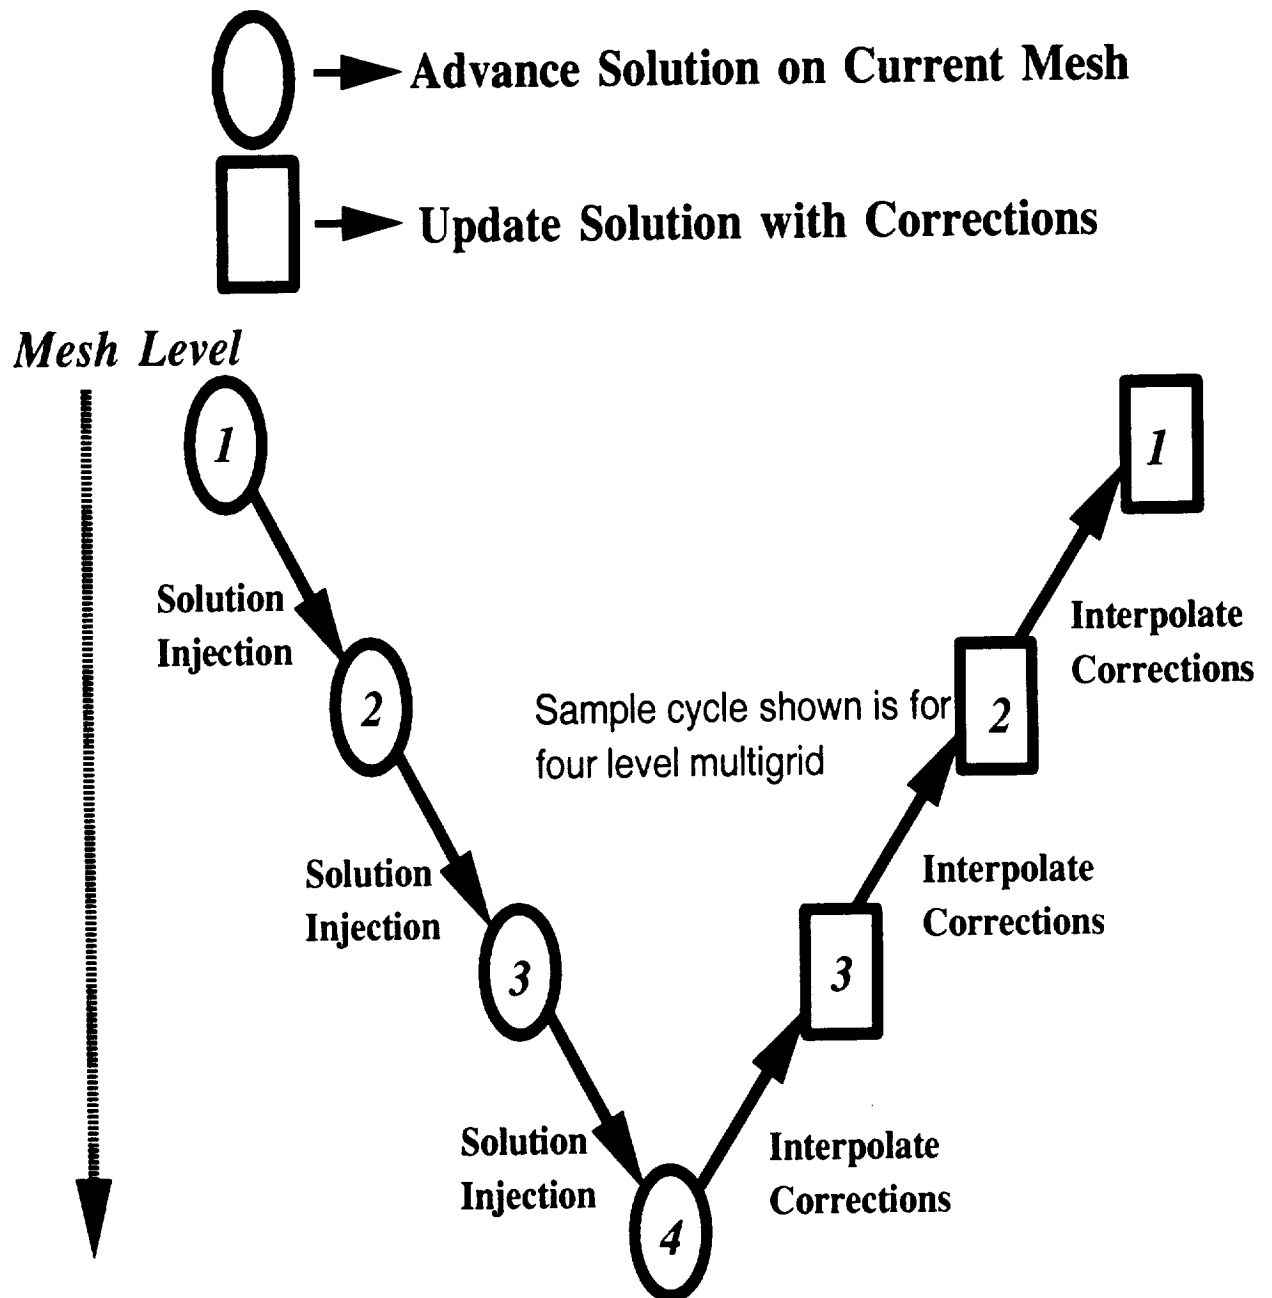 Advance Solution on Current Mesh
Update Solution with Corrections
Mesh Level
1
1
Solution
Injection
Interpolate
Corrections
2
Sample cycle shown is for
four level multigrid
2
Solution
Injection
Interpolate
Corrections
3
3
Solution
Injection
Interpolate
Corrections
4